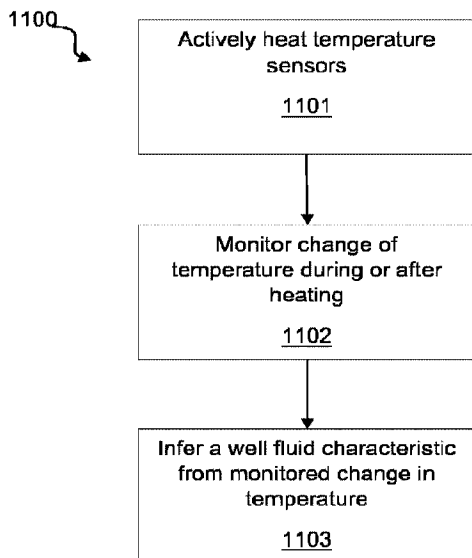 1100
Actively heat temperature
sensors
1101
Monitor change of
temperature during or after
heating
1102
Infer a well fluid characteristic
from monitored change in
temperature
1103